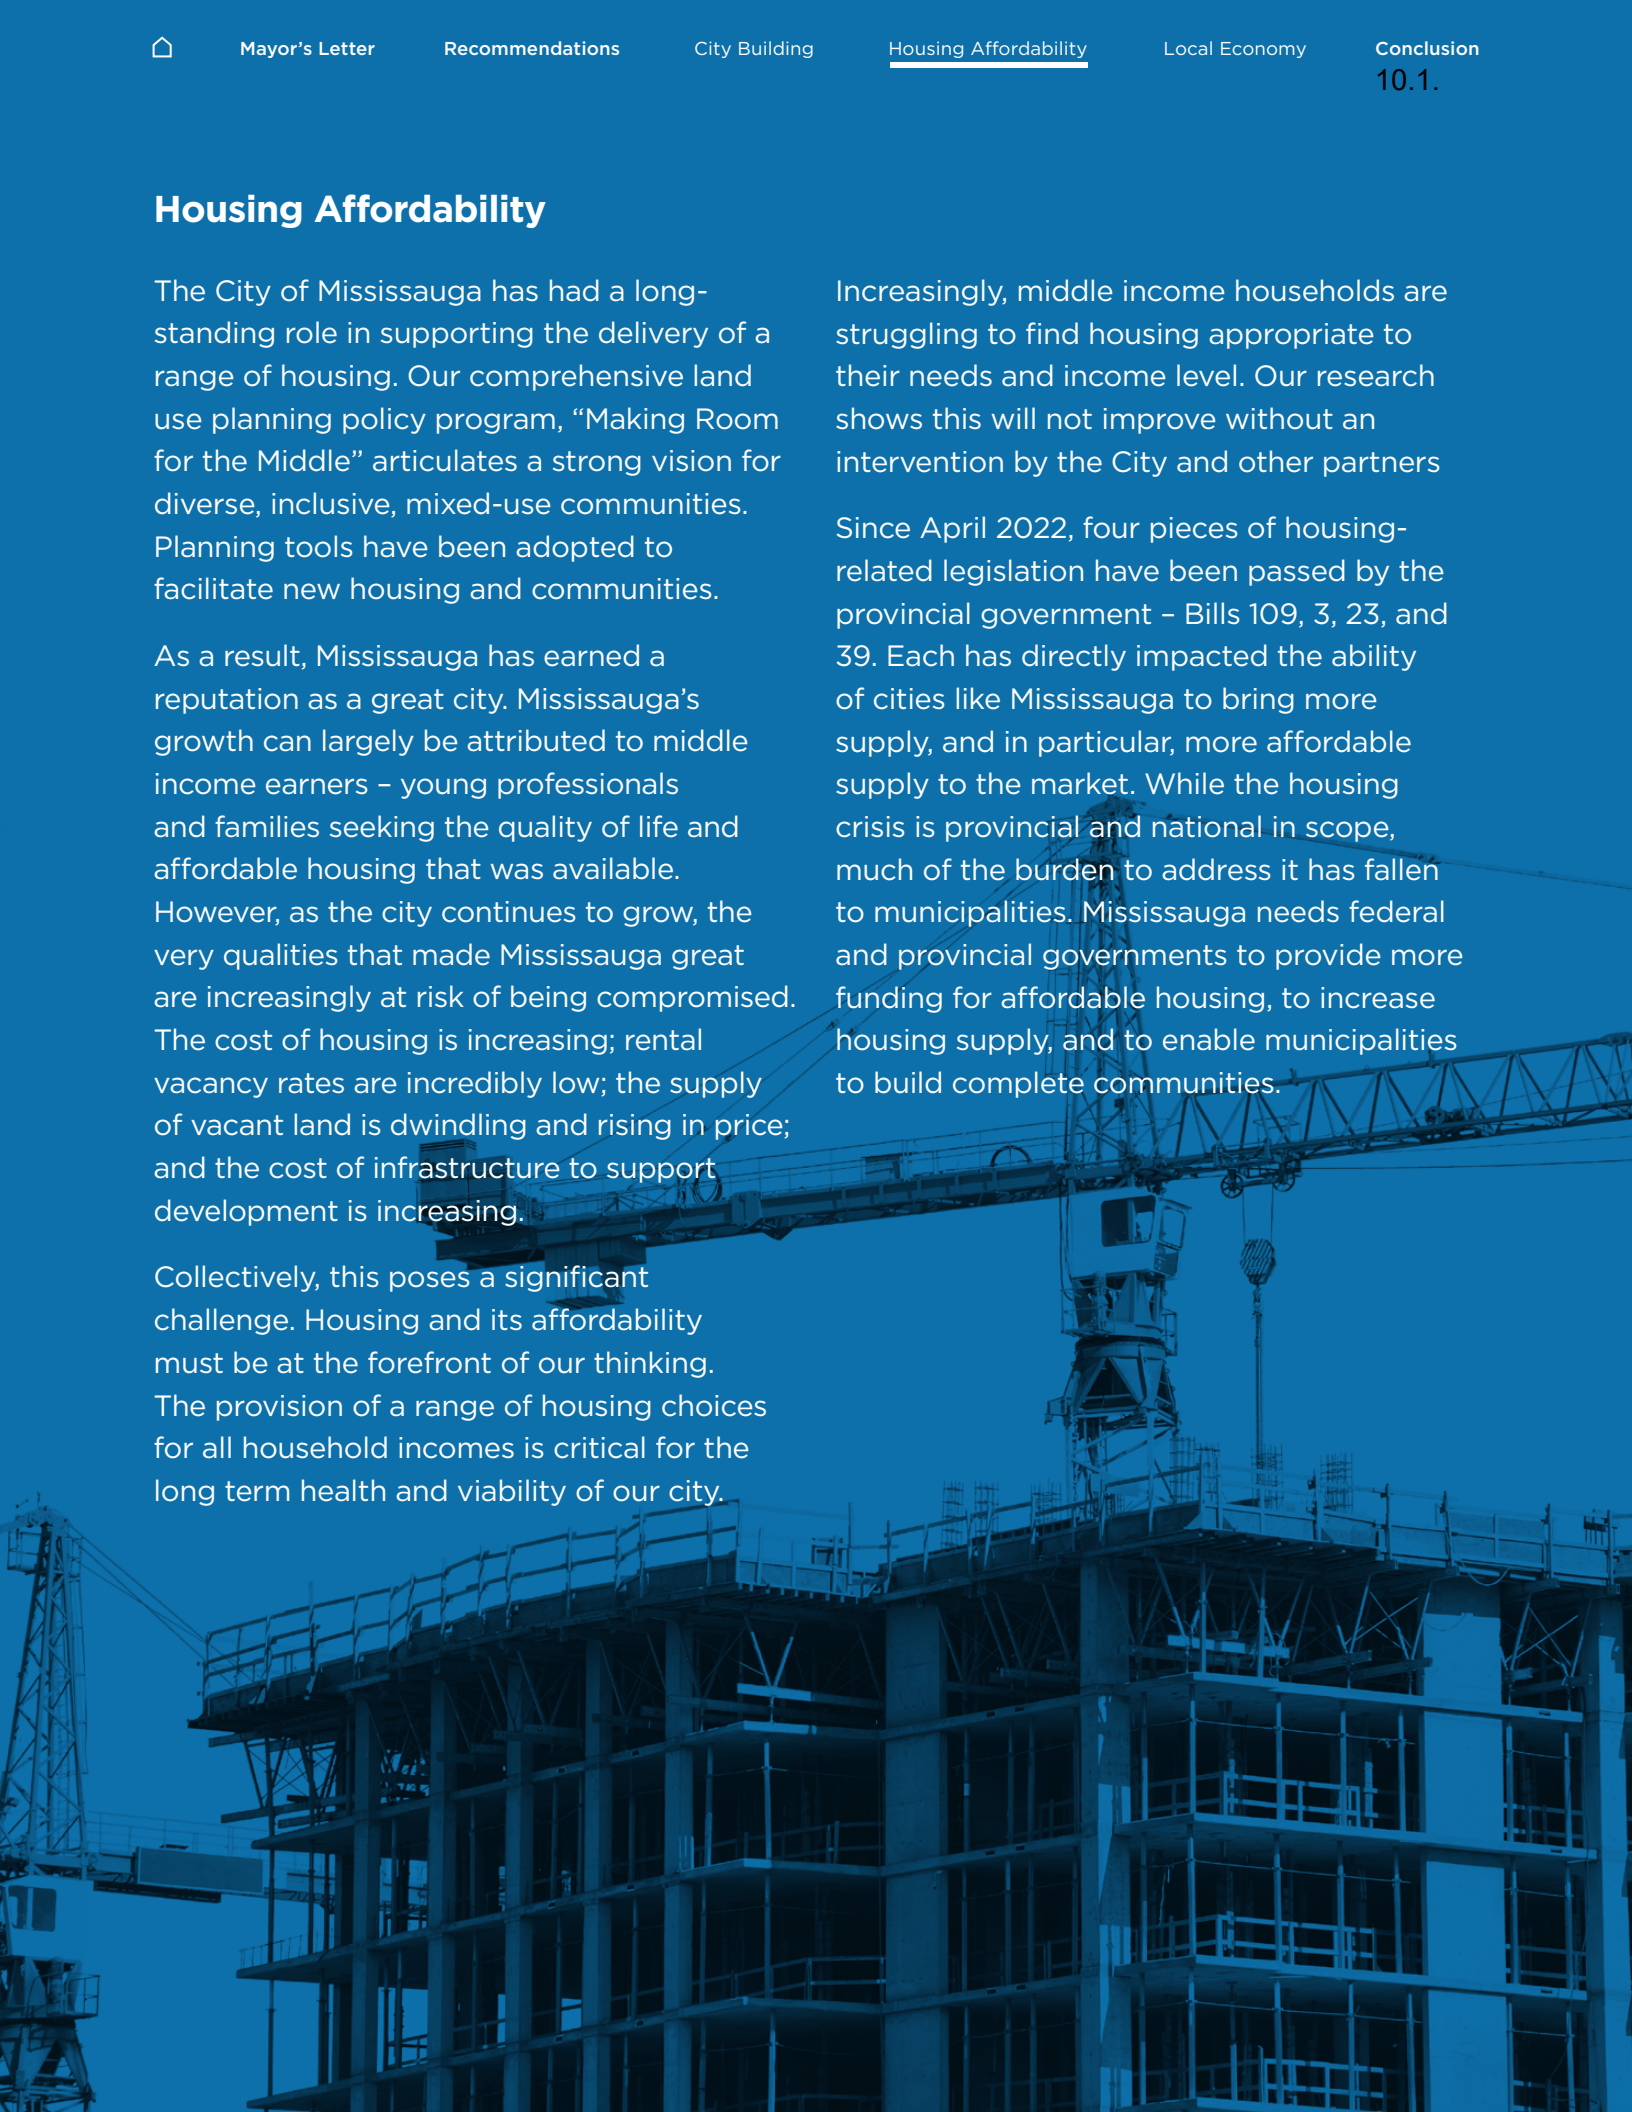 Mayor’s Letter
Recommendations
City Building
Housing Affordability
Local Economy
Conclusion
10.1.
Housing Affordability
The City of Mississauga has had a long-
standing role in supporting the delivery of a
range of housing. Our comprehensive land
use planning policy program, “Making Room
for the Middle” articulates a strong vision for
diverse, inclusive, mixed-use communities.
Planning tools have been adopted to
facilitate new housing and communities.
As a result, Mississauga has earned a
reputation as a great city. Mississauga’s
growth can largely be attributed to middle
income earners – young professionals
and families seeking the quality of life and
affordable housing that was available.
However, as the city continues to grow, the
very qualities that made Mississauga great
are increasingly at risk of being compromised.
The cost of housing is increasing; rental
vacancy rates are incredibly low; the supply
of vacant land is dwindling and rising in price;
and the cost of infrastructure to support
development is increasing.
Collectively, this poses a significant
challenge. Housing and its affordability
must be at the forefront of our thinking.
The provision of a range of housing choices
for all household incomes is critical for the
long term health and viability of our city.
Increasingly, middle income households are
struggling to find housing appropriate to
their needs and income level. Our research
shows this will not improve without an
intervention by the City and other partners
Since April 2022, four pieces of housing-
related legislation have been passed by the
provincial government – Bills 109, 3, 23, and
39. Each has directly impacted the ability
of cities like Mississauga to bring more
supply, and in particular, more affordable
supply to the market. While the housing
crisis is provincial and national in scope,
much of the burden to address it has fallen
to municipalities. Mississauga needs federal
and provincial governments to provide more
funding for affordable housing, to increase
housing supply, and to enable municipalities
to build complete communities.